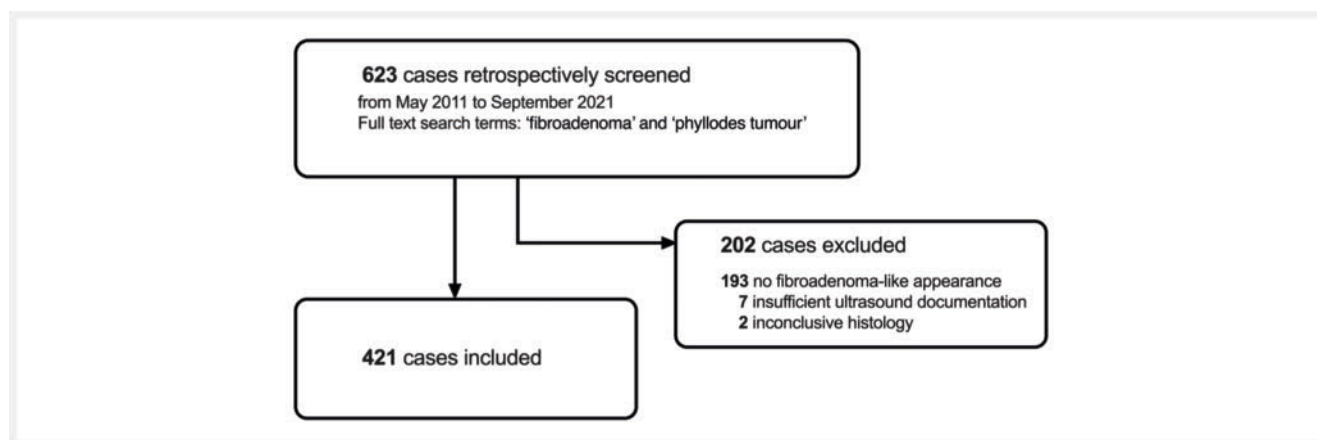 623 cases retrospectively screened
from May 2011 to September 2021
Full text search terms: ‘fibroadenoma’ and ‘phyllodes tumour’
202 cases excluded
193 no fibroadenoma-like appearance
7 insufficient ultrasound documentation
2 inconclusive histology
421 cases included